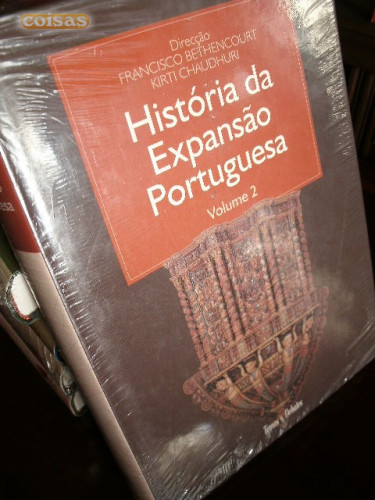 coisas
Direcção
FRANCISCO BETHENCOURT
KIRTI CHAUDHURI
História da
Expansão
Portuguesa
Volume 2